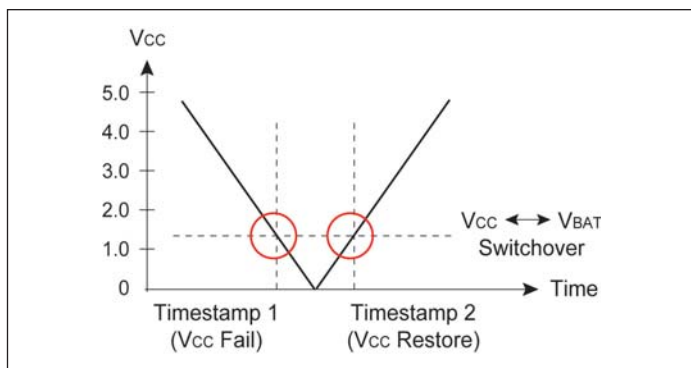 Vcc
5.0
4.0
3.0
2.0
1.0
0
Vcc ↔ VBAT
Switchover
Time
Timestamp 1
(Vcc Fail)
Timestamp 2
(Vcc Restore)